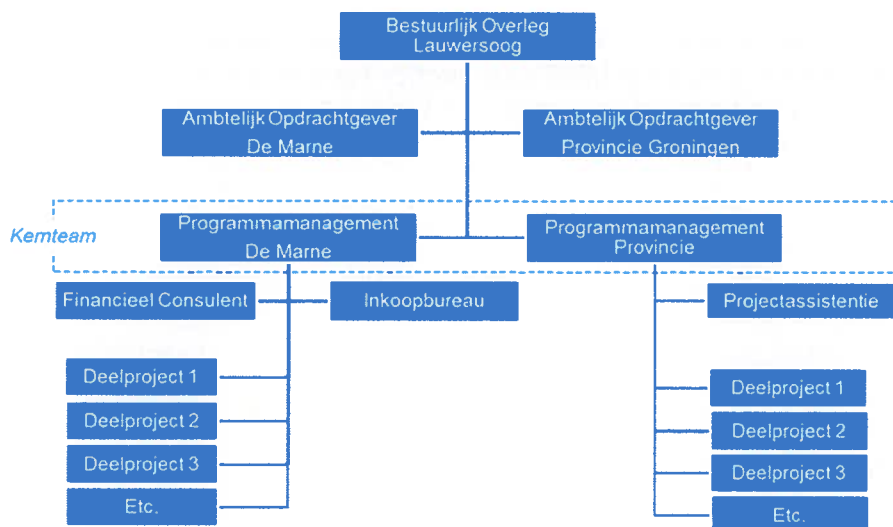 Bestuurlijk Overleg
Lauwersoog
Ambtelijk Opdrachtgever
De Marne
Ambtelijk Opdrachtgever
Provincie Groningen
Kernteam
Programmamanagement
De Marne
Programmamanagement
Provincie
Financieel Consulent
Inkoopbureau
Projectassistentie
Deelproject 1
Deelproject 2
Deelproject 3
Etc.
Deelproject 1
Deelproject 2
Deelproject 3
Etc.